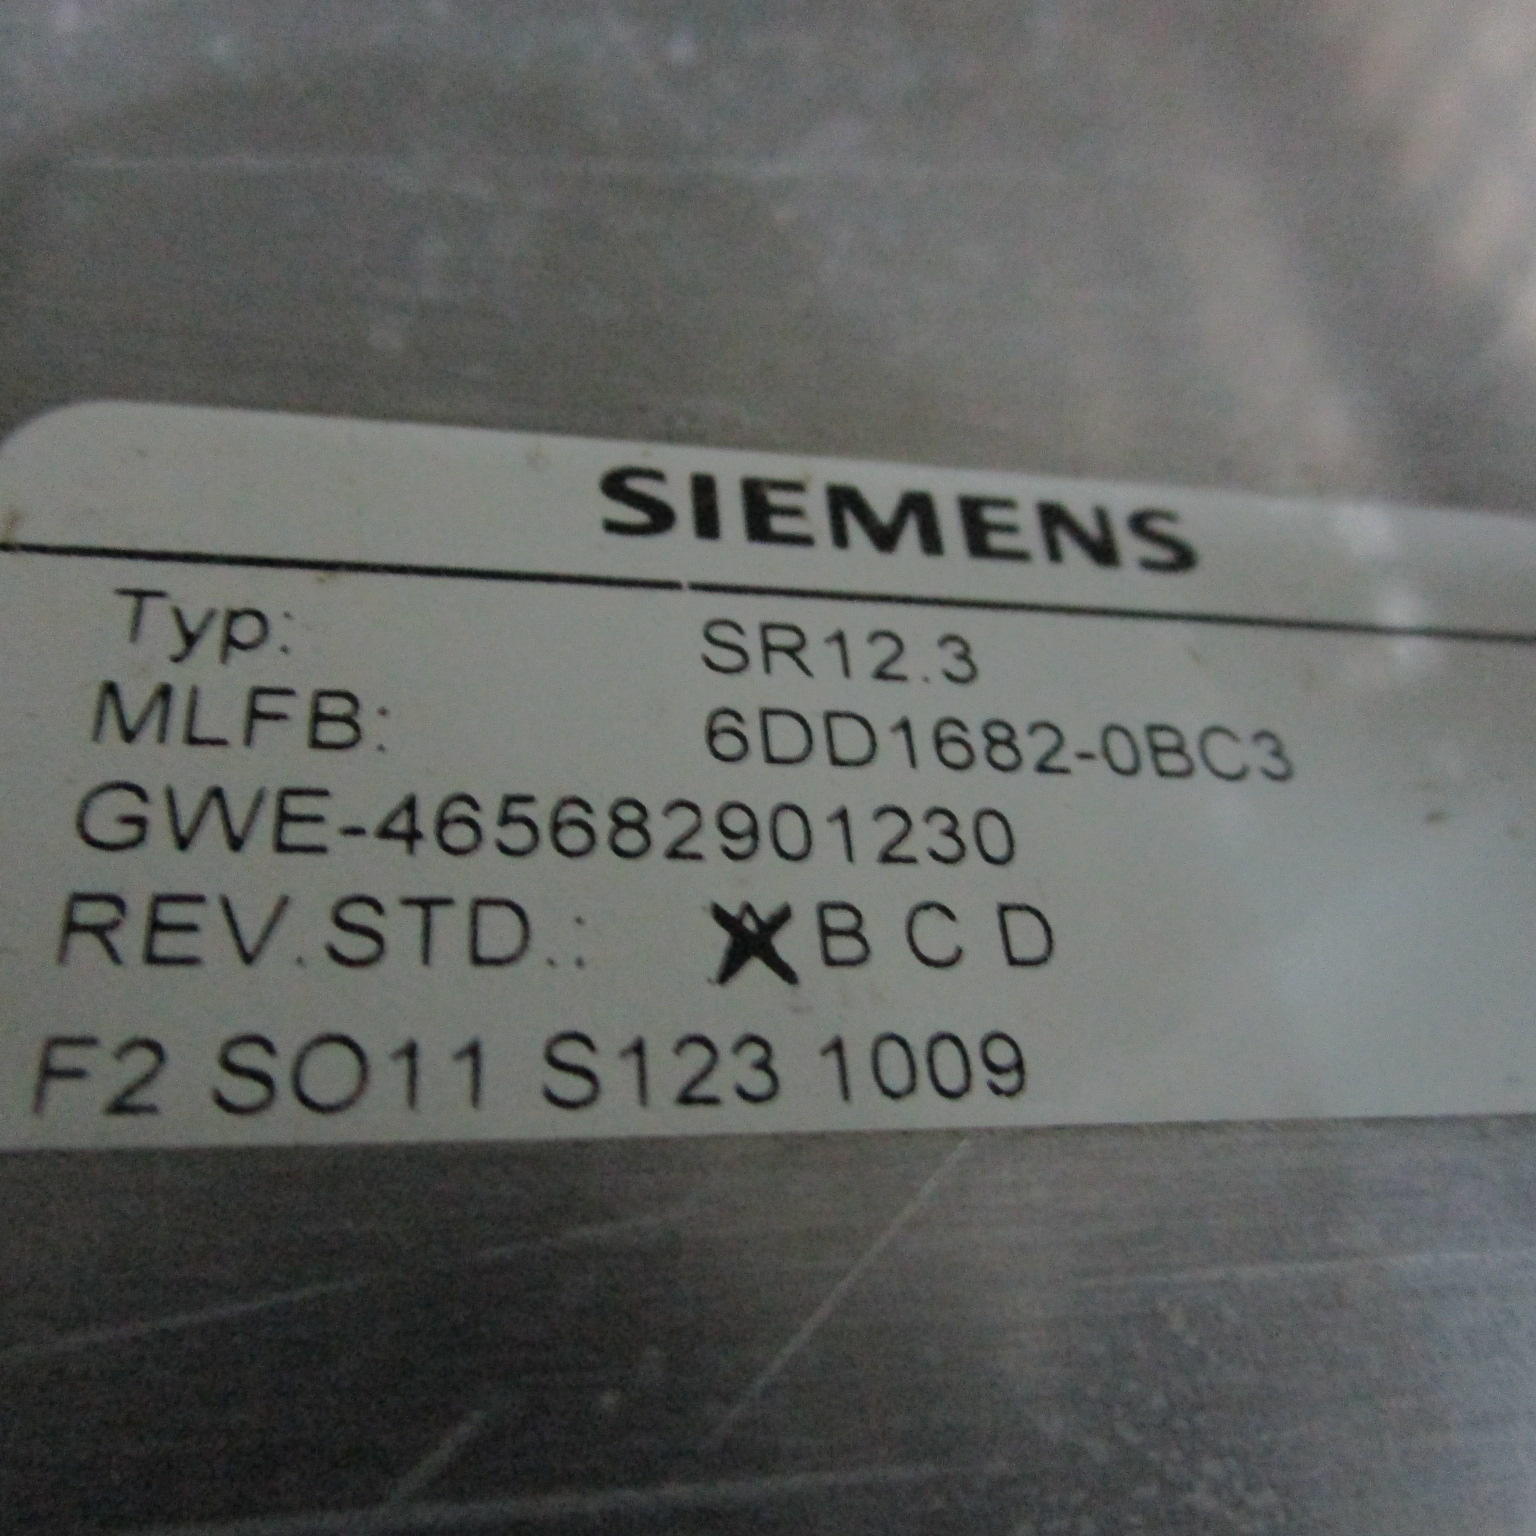 SIEMENS
Typ: SR12.3
MLFB: 6DD1682-0BC3
GWE-465682901230
REV.STD.: A B C D
F2 SO11 S123 1009